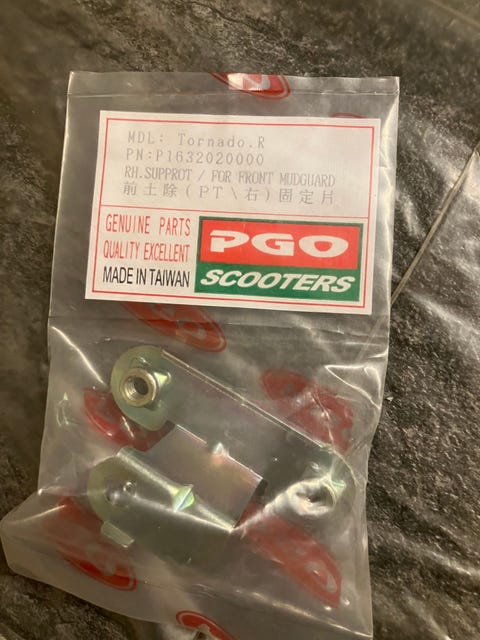 MDL: Tornado.R
PN:P1632020000
RH.SUPPROT / FOR FRONT MUDGUARD
前土除(PT\右)固定片
GENUINE PARTS
QUALITY EXCELLENT
MADE IN TAIWAN
PGO
SCOOTERS